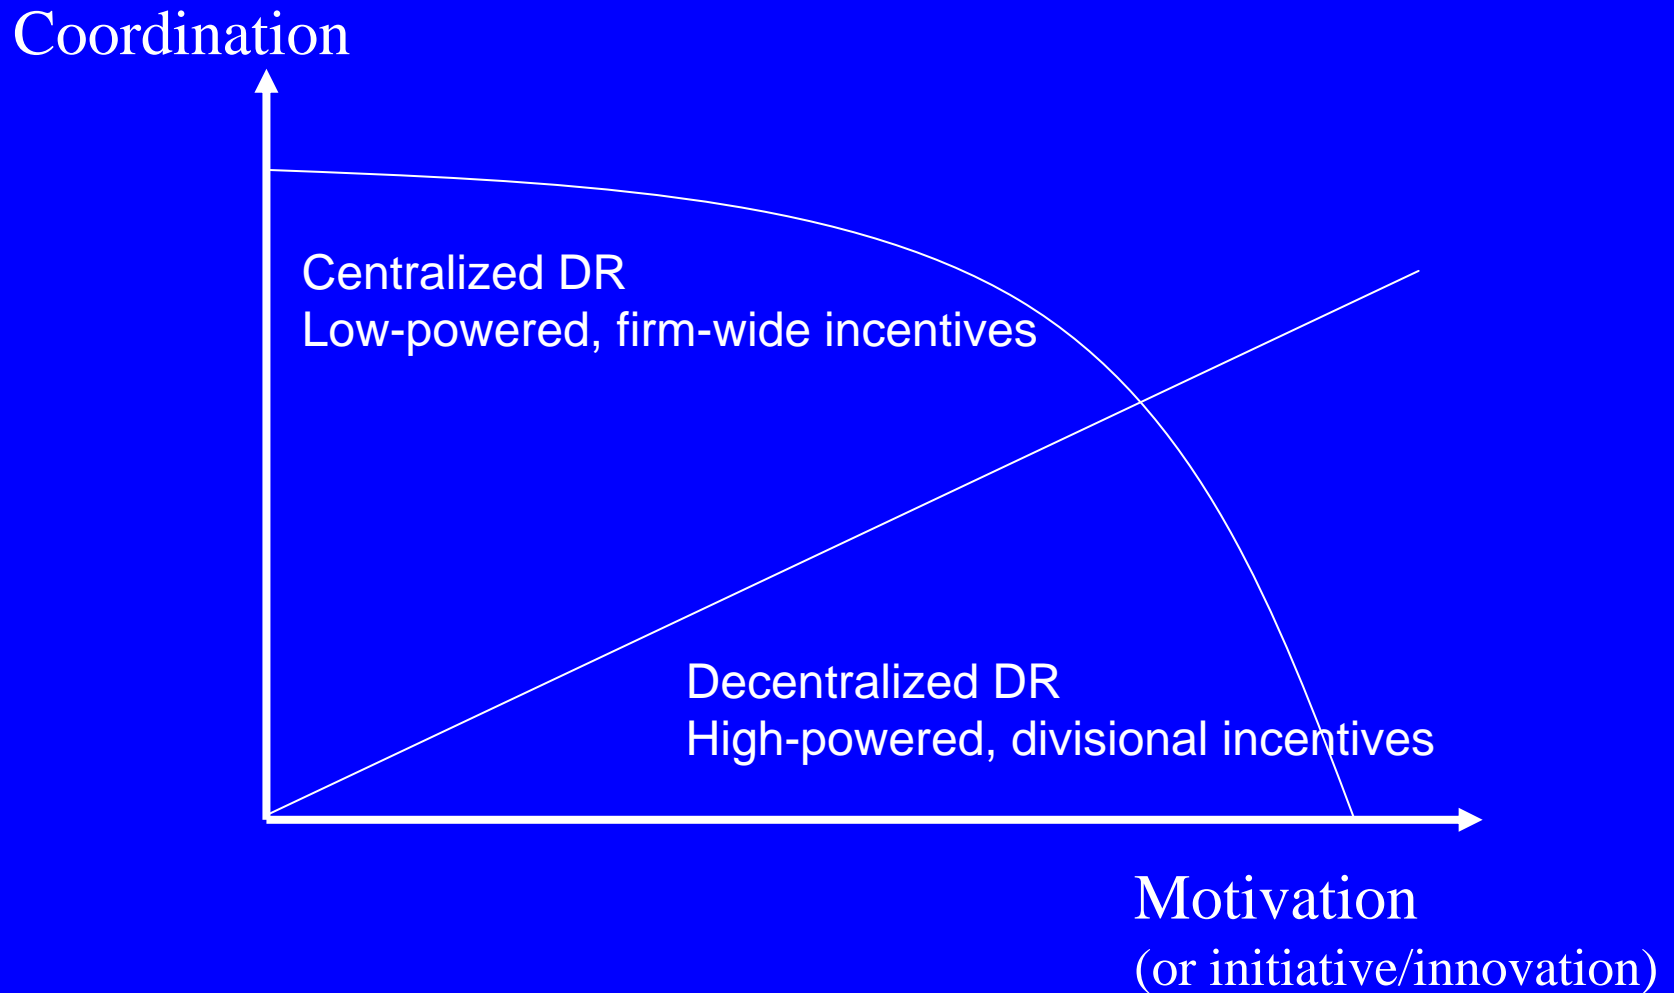 Coordination
Centralized DR
Low-powered, firm-wide incentives
Decentralized DR
High-powered, divisional incentives
Motivation
(or initiative/innovation)